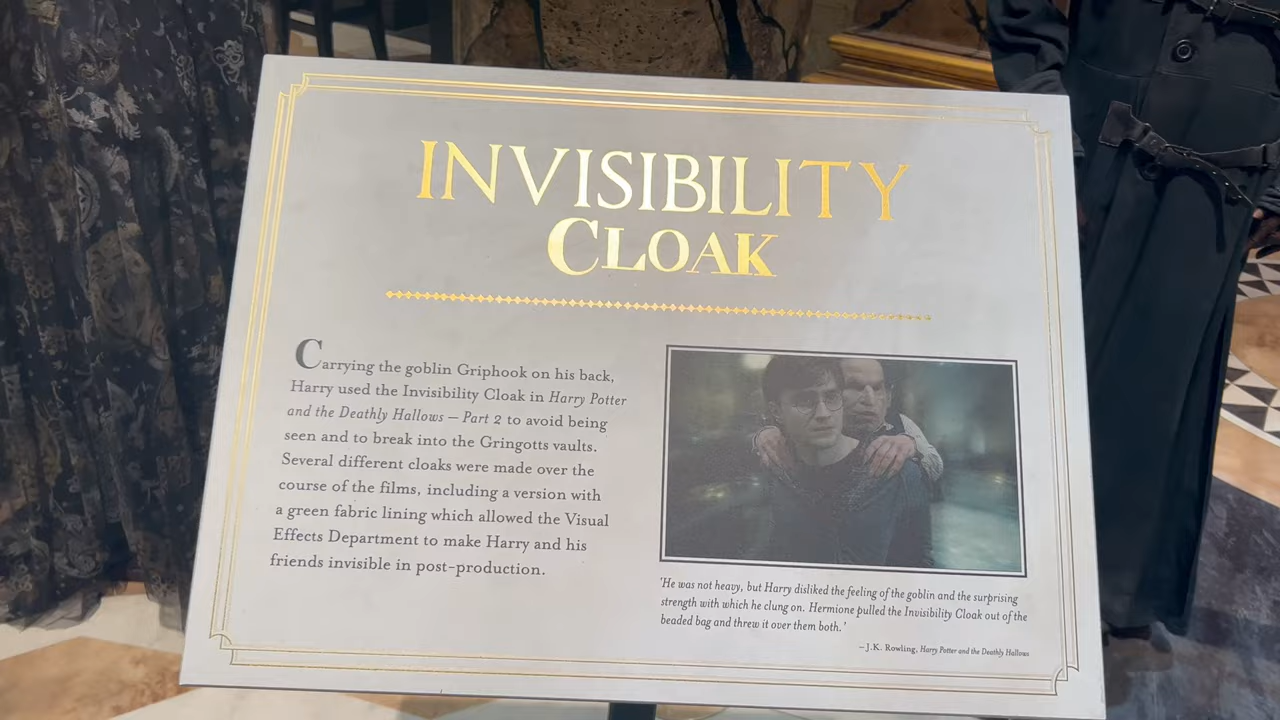 INVISIBILITY
CLOAK
Carrying the goblin Griphook on his back,
Harry used the Invisibility Cloak in Harry Potter
and the Deathly Hallows – Part 2 to avoid being
seen and to break into the Gringotts vaults.
Several different cloaks were made over the
course of the films, including a version with
a green fabric lining which allowed the Visual
Effects Department to make Harry and his
friends invisible in post-production.
'He was not heavy, but Harry disliked the feeling of the goblin and the surprising
strength with which he clung on. Hermione pulled the Invisibility Cloak out of the
beaded bag and threw it over them both.'
– J.K. Rowling, Harry Potter and the Deathly Hallows